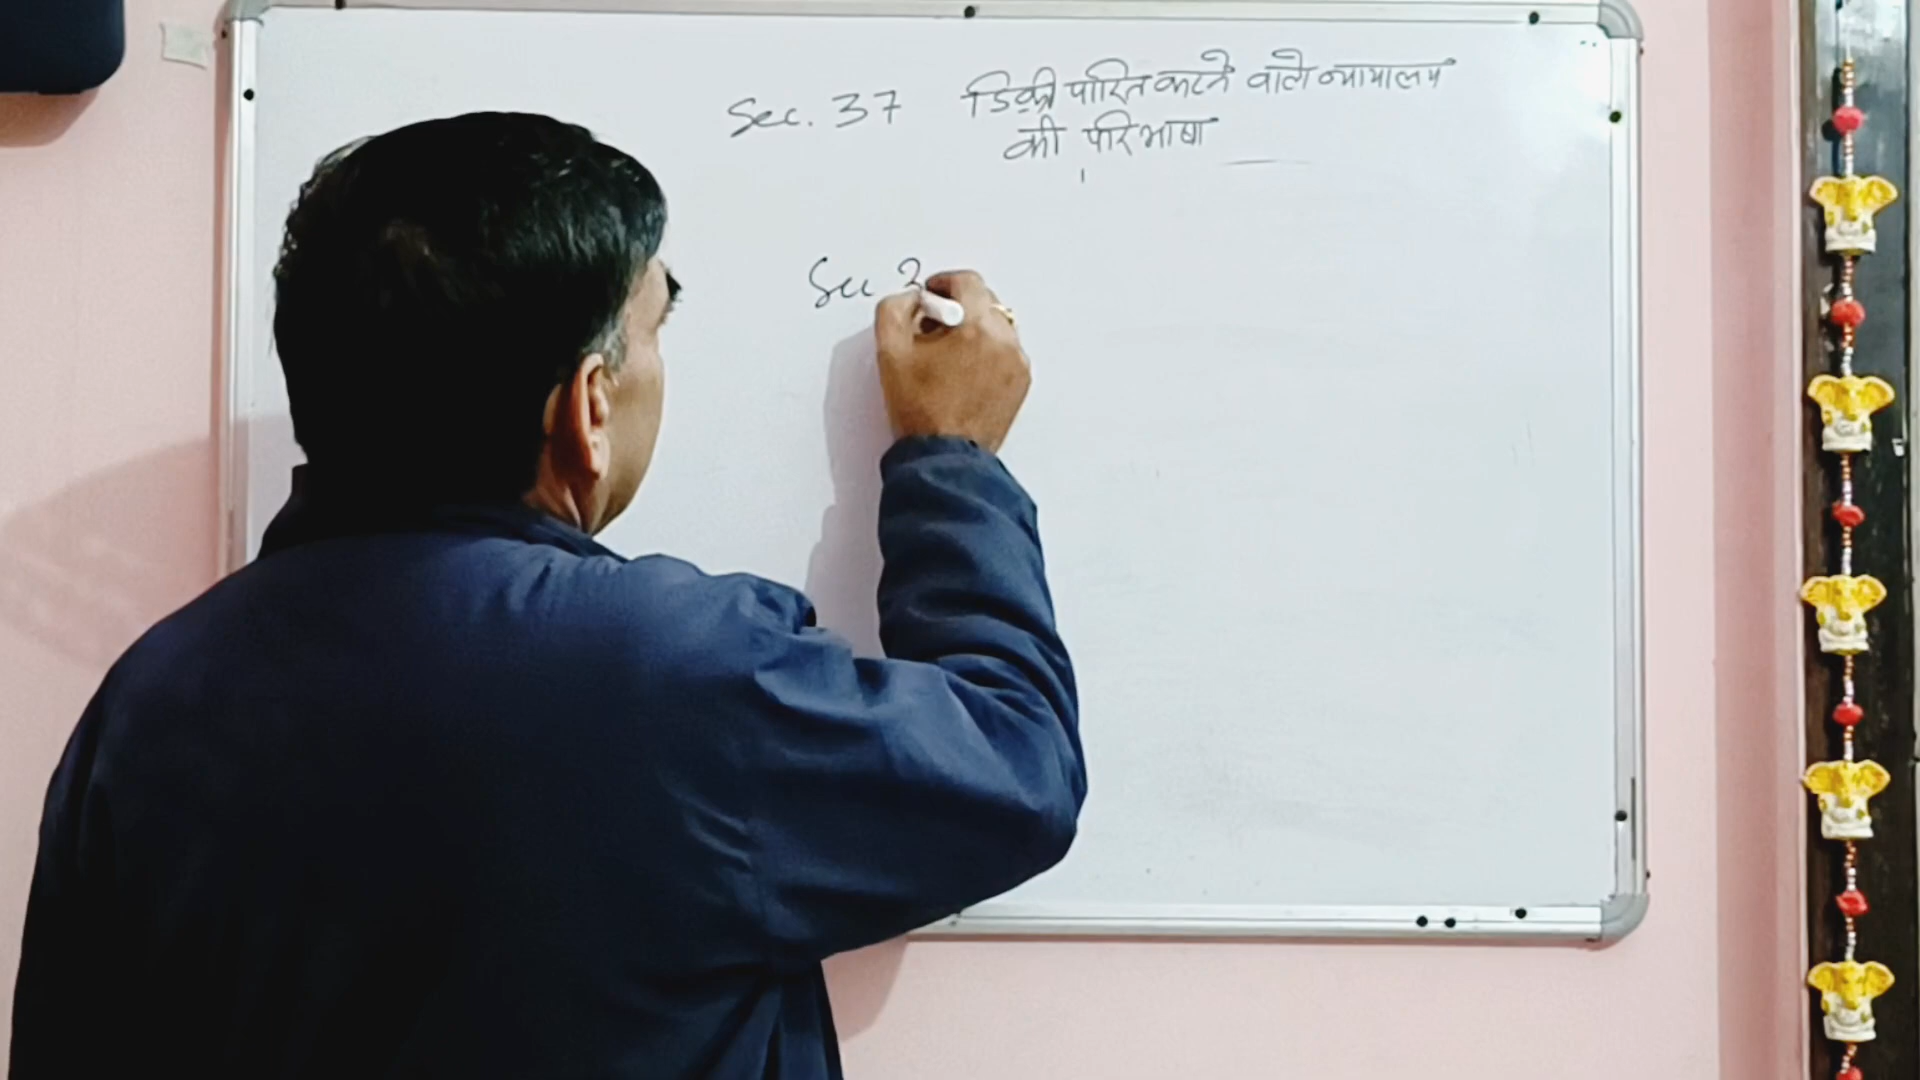 Sec. 37 डिक्री पारित करने वाले न्यायालय
की परिभाषा
Sec 3